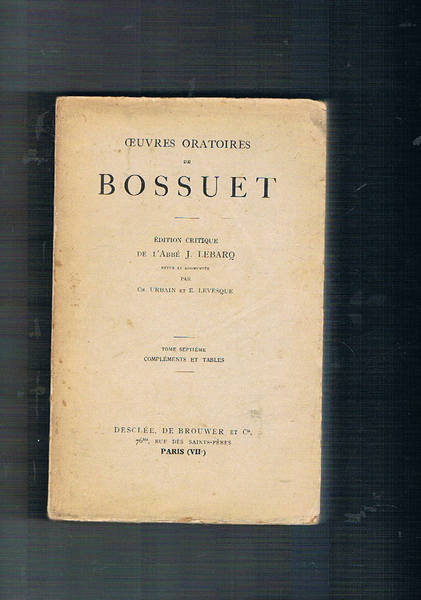 ŒUVRES ORATOIRES
DE
BOSSUET
ÉDITION CRITIQUE
DE L'ABBÉ J. LEBARQ
REVUE ET AUGMENTÉE
PAR
CH. URBAIN ET E. LEVESQUE
TOME SEPTIÈME
COMPLÉMENTS ET TABLES
DESCLÉE, DE BROUWER ET Cie,
76bis, RUE DES SAINTS-PÈRES
PARIS (VIIe)